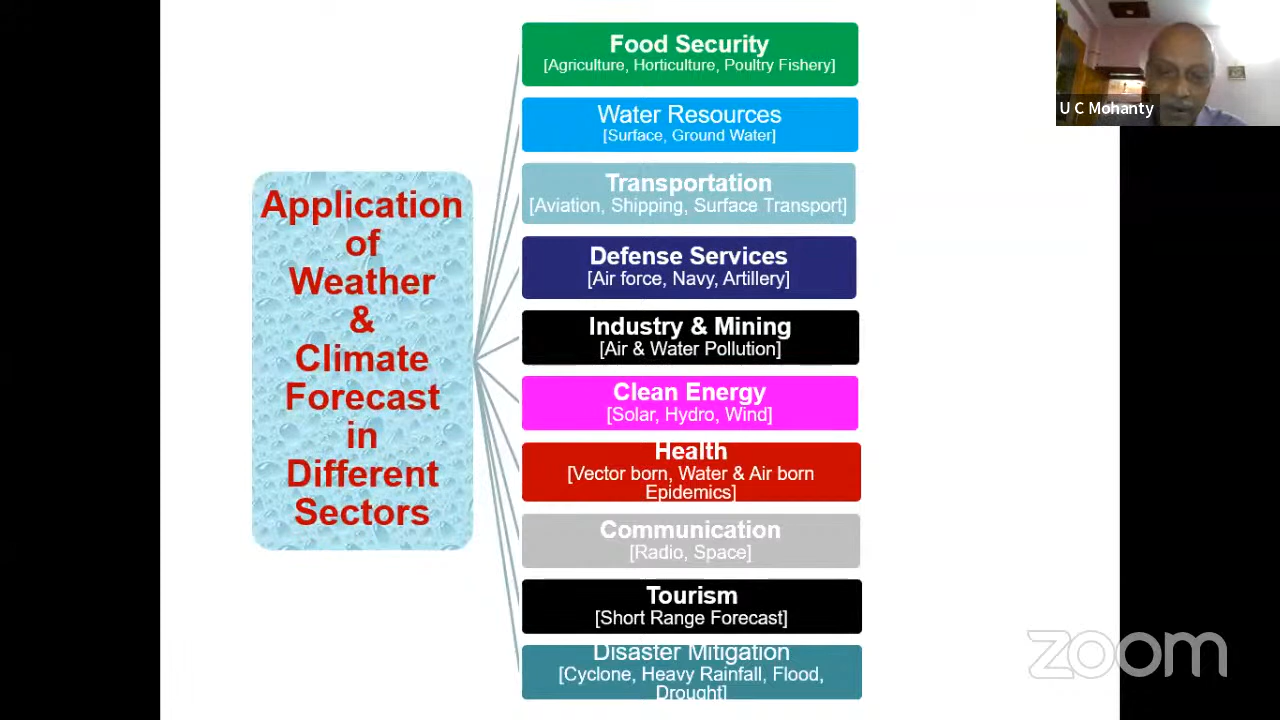 Application
of
Weather
&
Climate
Forecast
in
Different
Sectors
Food Security
[Agriculture, Horticulture, Poultry Fishery]
Water Resources
[Surface, Ground Water]
Transportation
[Aviation, Shipping, Surface Transport]
Defense Services
[Air force, Navy, Artillery]
Industry & Mining
[Air & Water Pollution]
Clean Energy
[Solar, Hydro, Wind]
Health
[Vector born, Water & Air born
Epidemics]
Communication
[Radio, Space]
Tourism
[Short Range Forecast]
Disaster Mitigation
[Cyclone, Heavy Rainfall, Flood,
Drought]
U C Mohanty
zoom